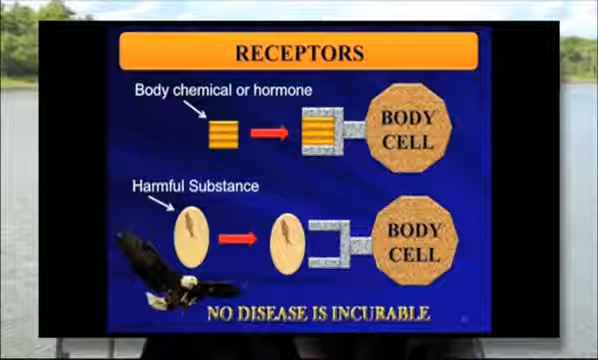 RECEPTORS
Body chemical or hormone
BODY
CELL
Harmful Substance
BODY
CELL
NO DISEASE IS INCURABLE